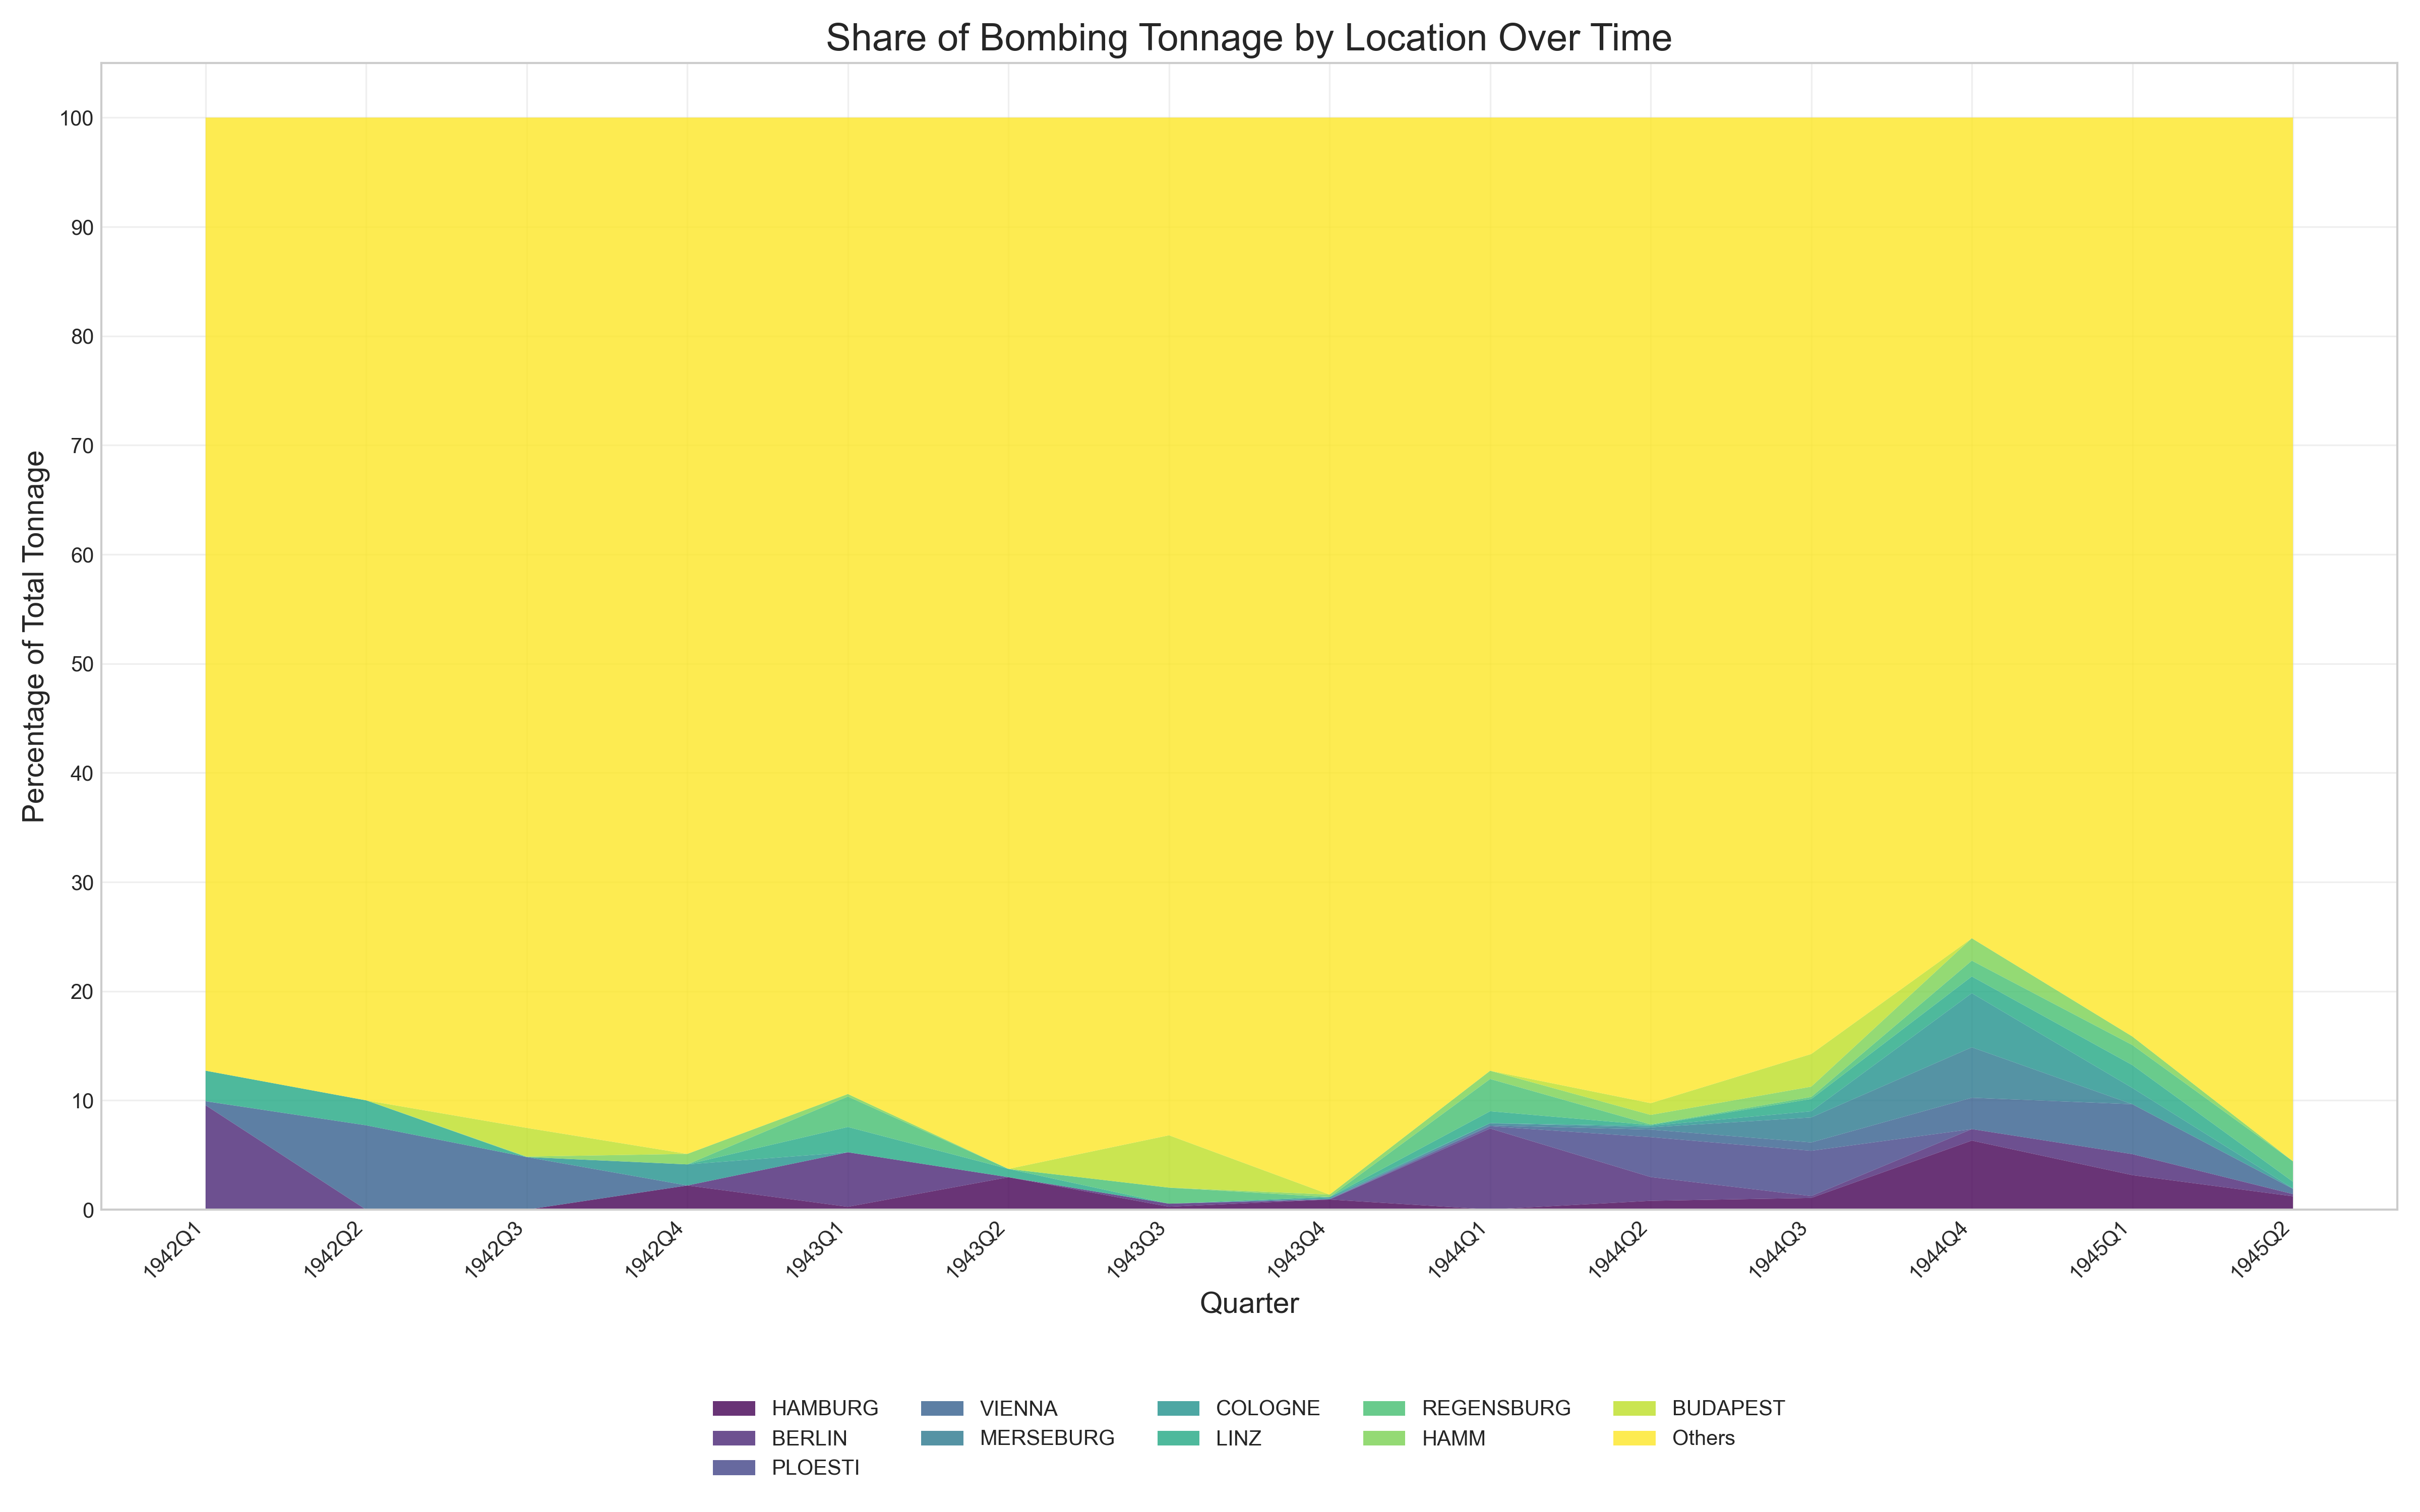 Share of Bombing Tonnage by Location Over Time
Percentage of Total Tonnage
100
90
80
70
60
50
40
30
20
10
0
1942Q1
1942Q2
1942Q3
1942Q4
1943Q1
1943Q2
1943Q3
1943Q4
1944Q1
1944Q2
1944Q3
1944Q4
1945Q1
1945Q2
Quarter
HAMBURG
BERLIN
PLOESTI
VIENNA
MERSEBURG
COLOGNE
LINZ
REGENSBURG
HAMM
BUDAPEST
Others